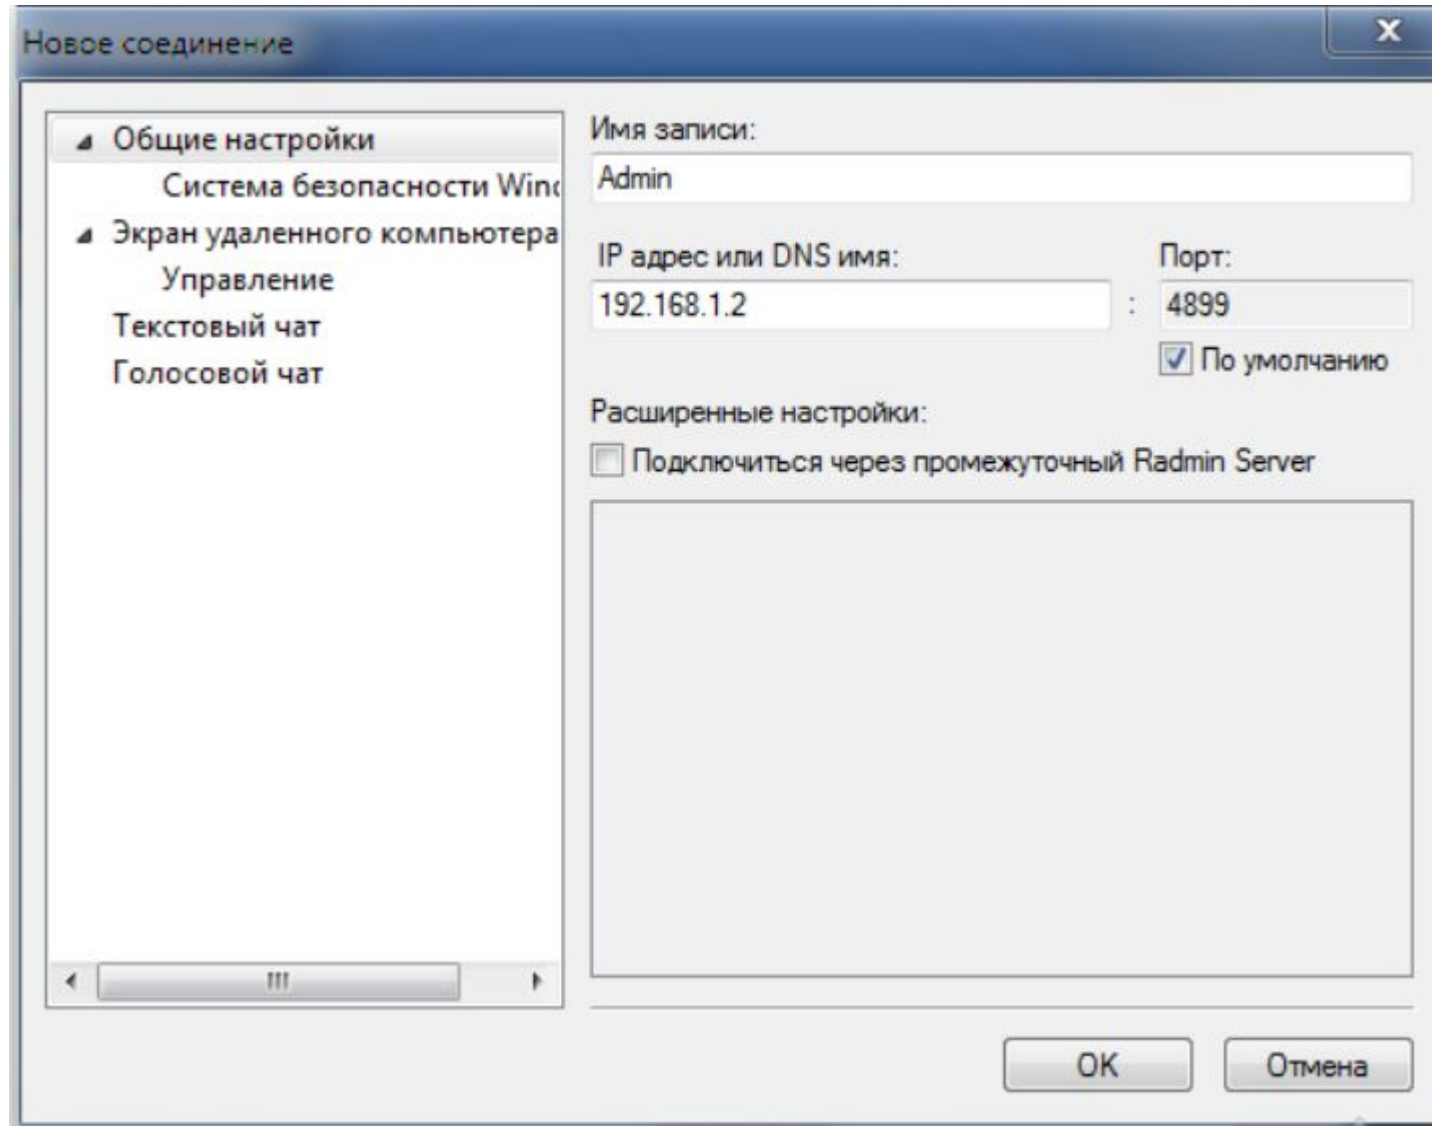 Новое соединение
Общие настройки
Система безопасности Wind
Экран удаленного компьютера
Управление
Текстовый чат
Голосовой чат
Имя записи:
Admin
IP адрес или DNS имя: Порт:
192.168.1.2 : 4899
По умолчанию
Расширенные настройки:
Подключиться через промежуточный Radmin Server
OK Отмена